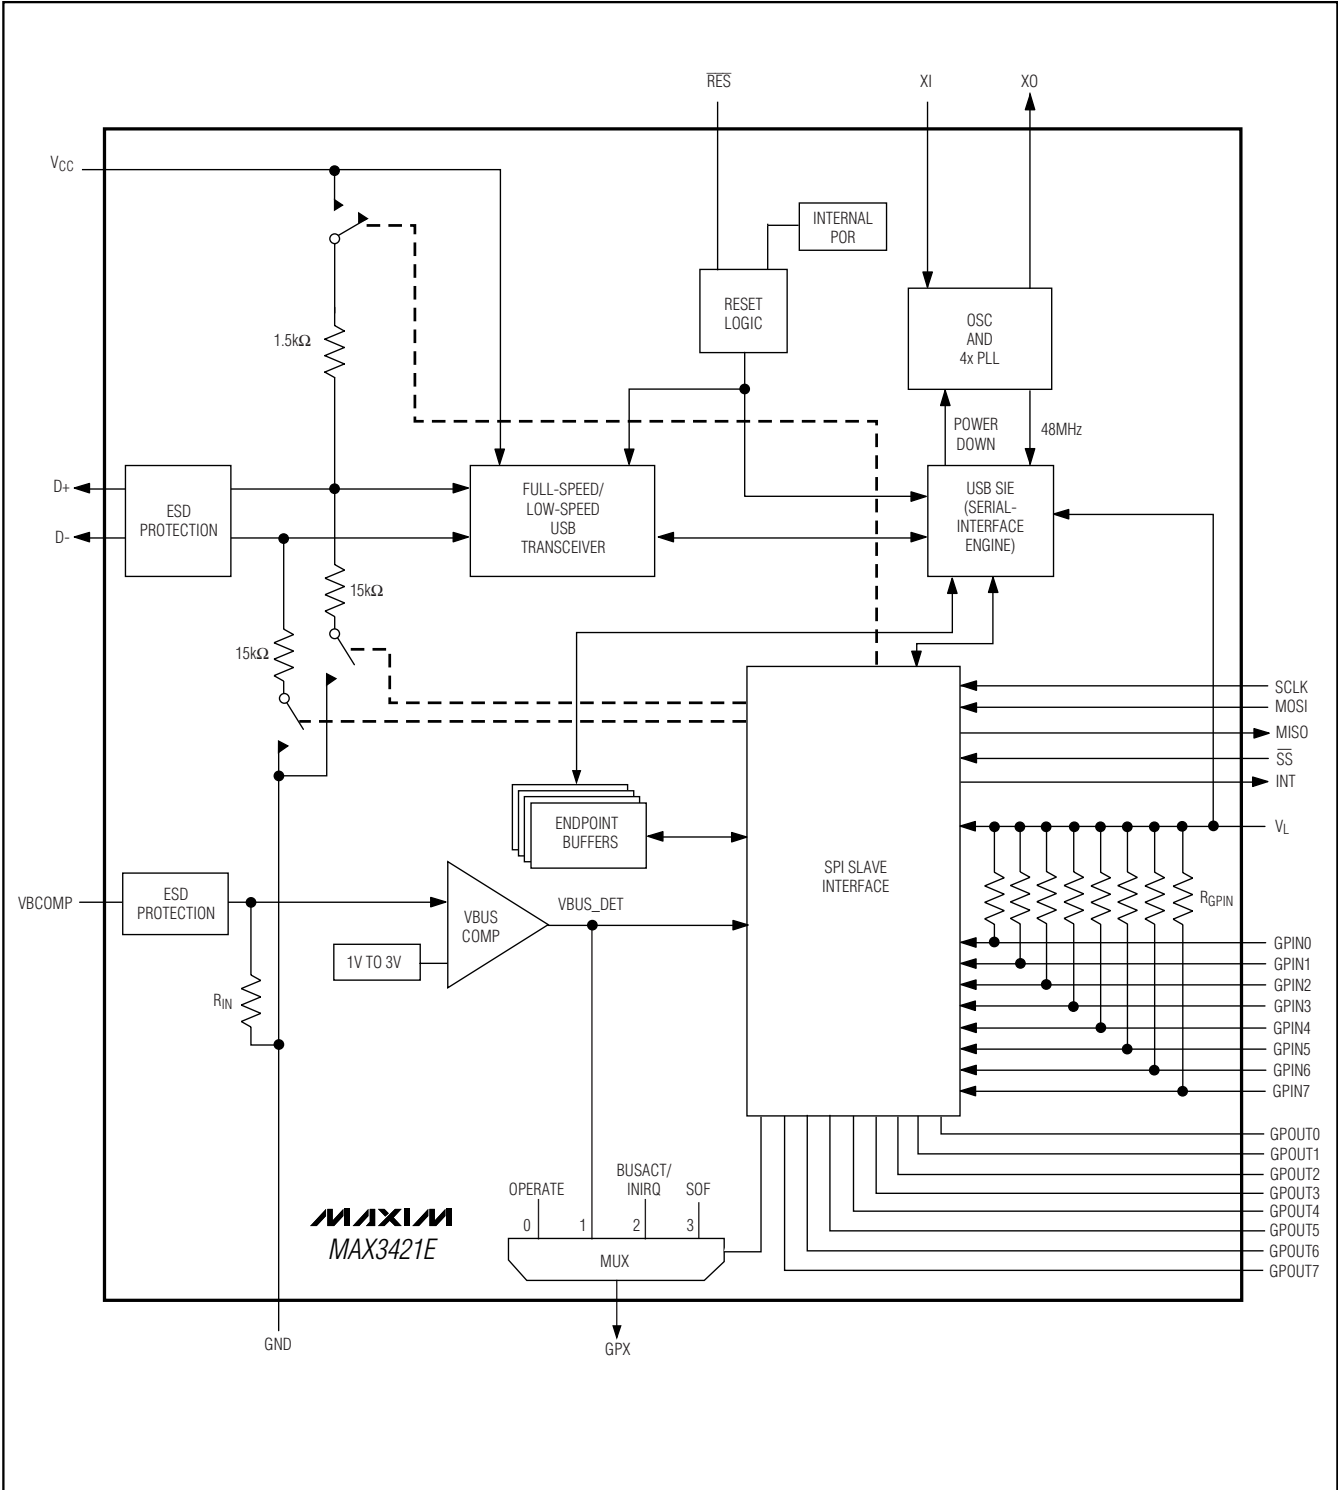 RES
XI
XO
VCC
INTERNAL
POR
RESET
LOGIC
OSC
AND
4x PLL
1.5kΩ
POWER
DOWN
48MHz
D+
D-
ESD
PROTECTION
FULL-SPEED/
LOW-SPEED
USB
TRANSCEIVER
USB SIE
(SERIAL-
INTERFACE
ENGINE)
15kΩ
15kΩ
SCLK
MOSI
MISO
SS
INT
VL
ENDPOINT
BUFFERS
SPI SLAVE
INTERFACE
RGPIN
VBCOMP
ESD
PROTECTION
VBUS
COMP
VBUS_DET
1V TO 3V
RIN
GPIN0
GPIN1
GPIN2
GPIN3
GPIN4
GPIN5
GPIN6
GPIN7
GPOUT0
GPOUT1
GPOUT2
GPOUT3
GPOUT4
GPOUT5
GPOUT6
GPOUT7
OPERATE
BUSACT/
INIRQ
SOF
0
1
2
3
MUX
MAXIM
MAX3421E
GND
GPX